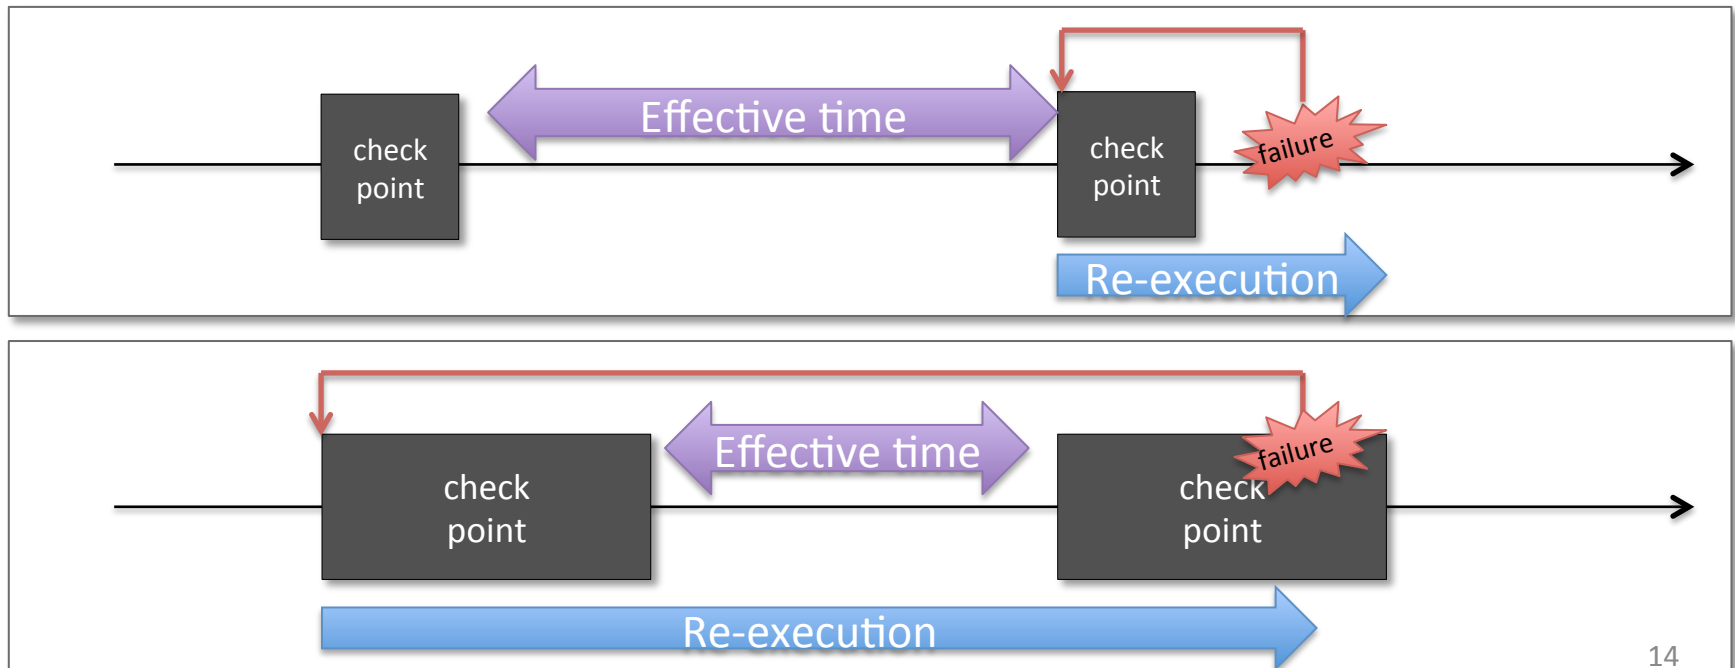 Effective time
check
point
check
point
failure
Re-execution
Effective time
check
point
check
point
failure
Re-execution
14